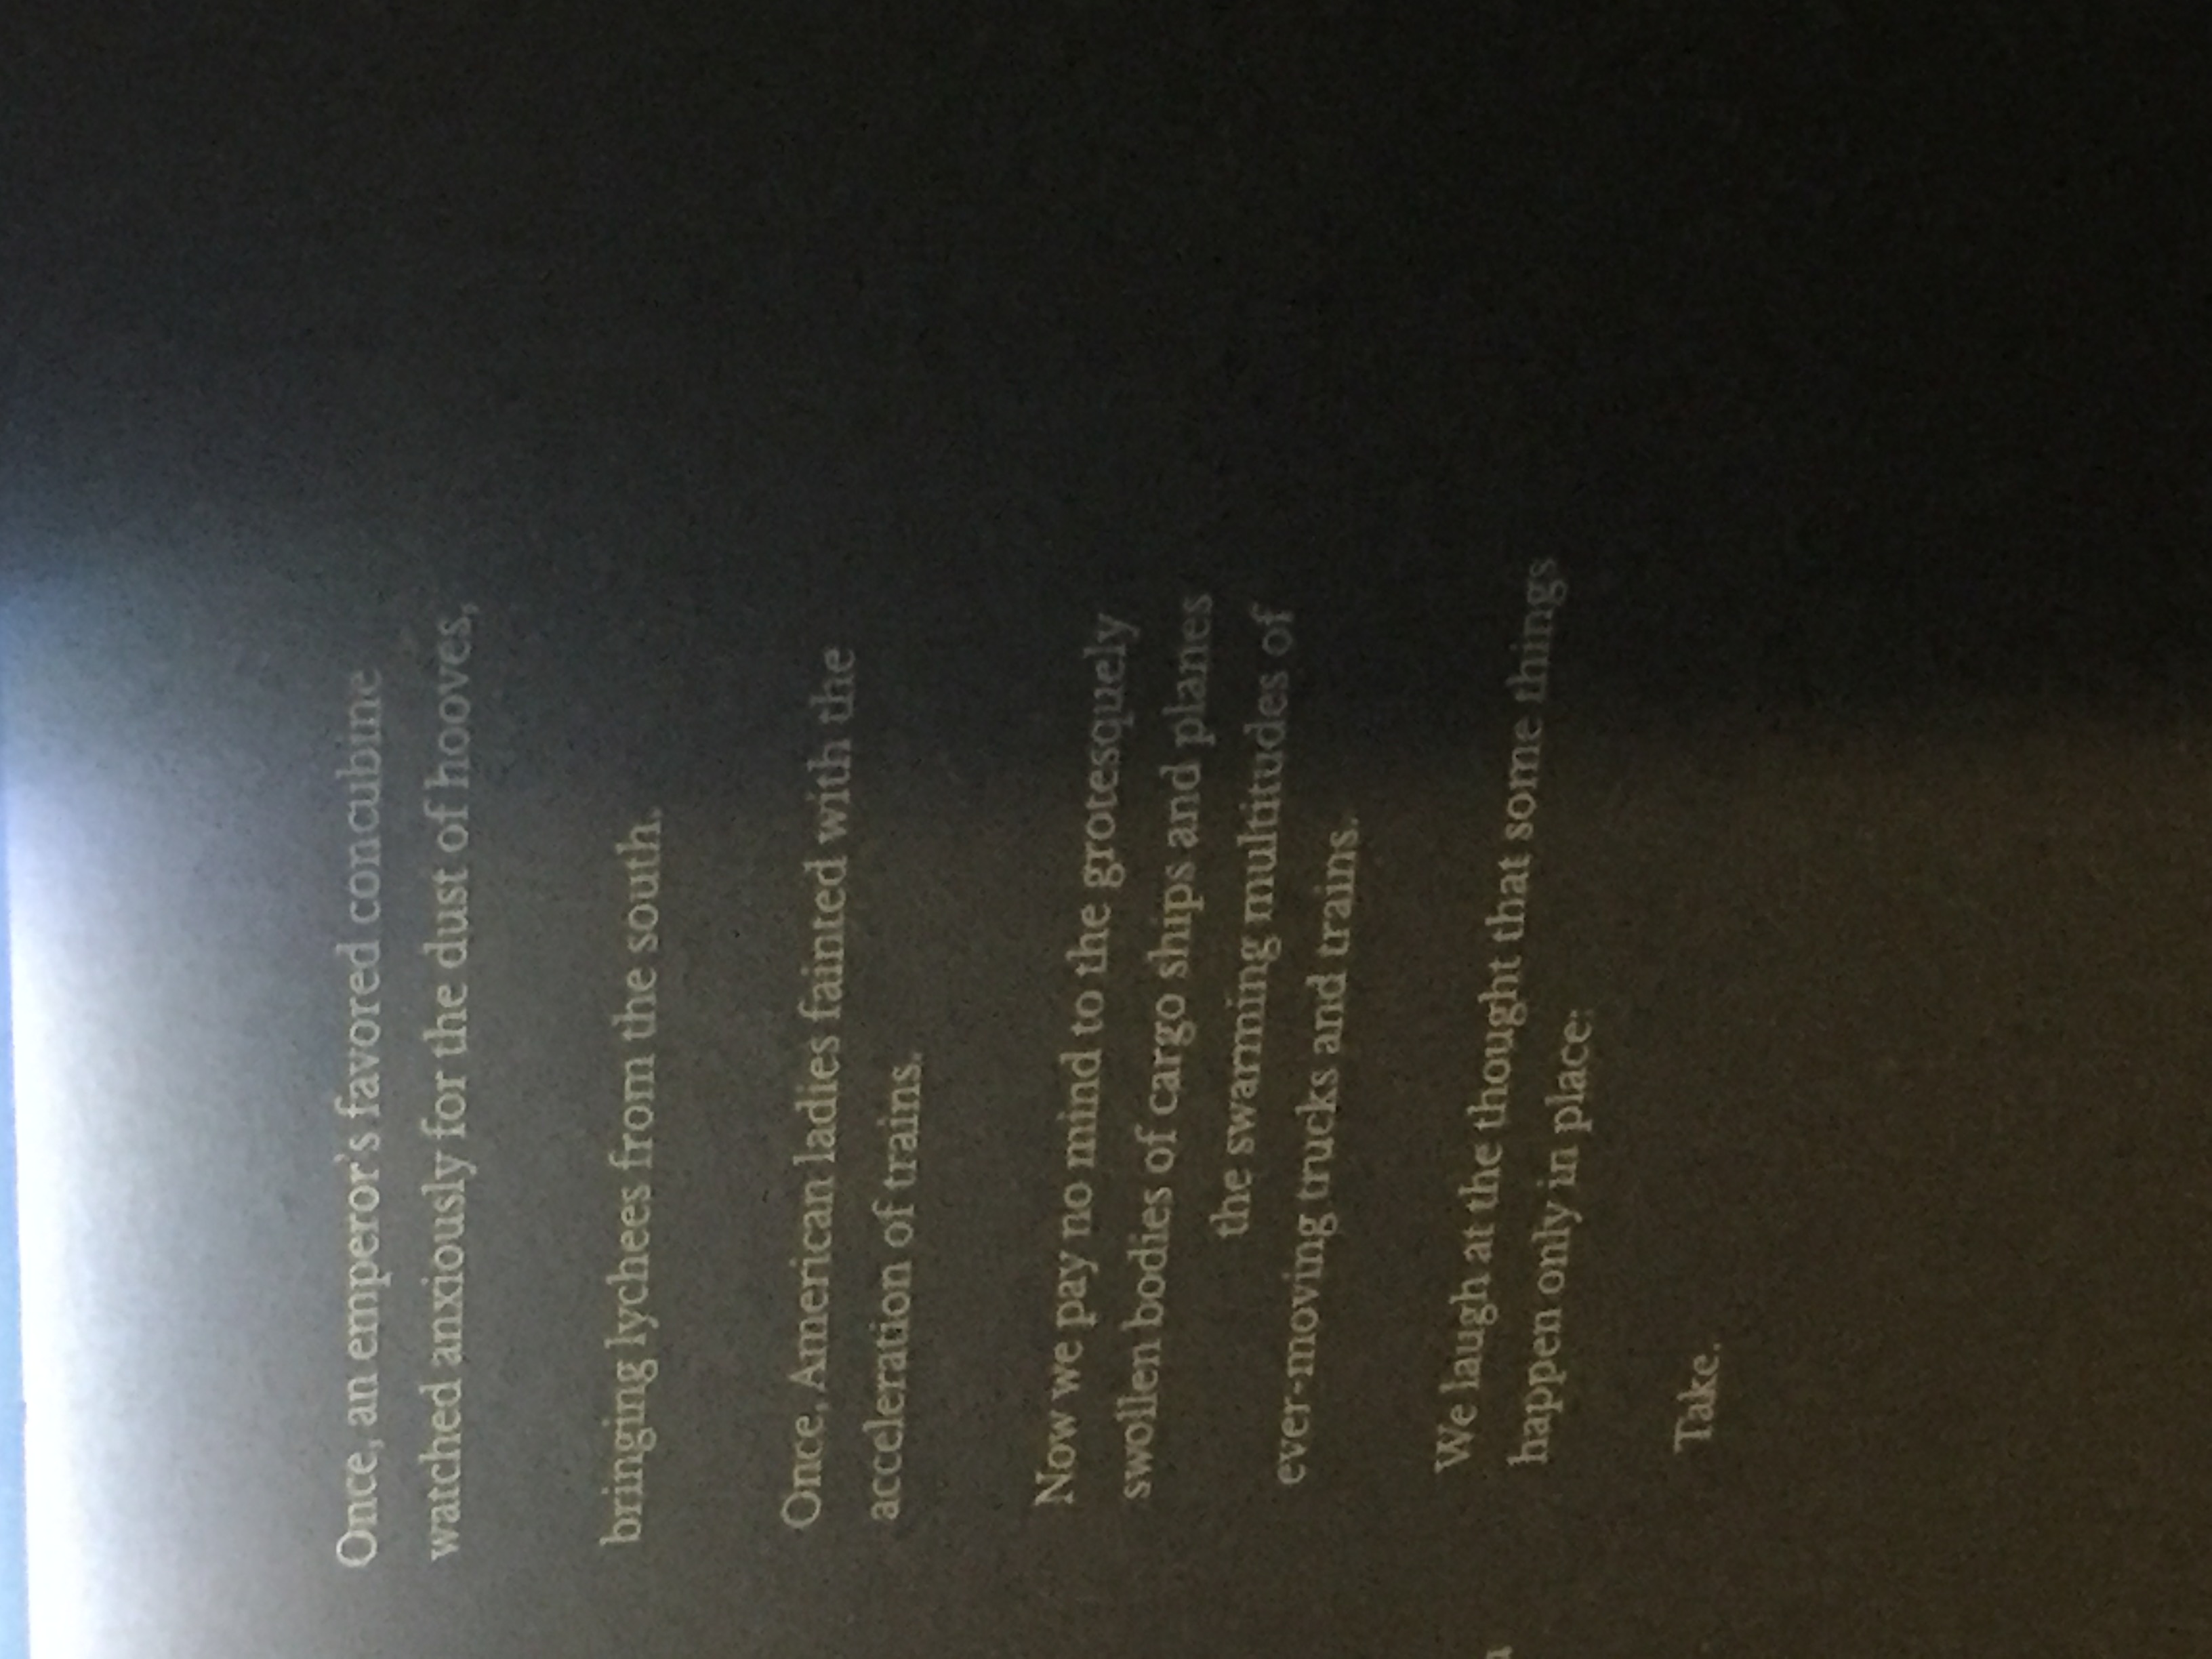 Once, an emperor's favored concubine
watched anxiously for the dust of hooves,
bringing lychees from the south.
Once, American ladies fainted with the
acceleration of trains.
Now we pay no mind to the grotesquely
swollen bodies of cargo ships and planes
the swarming multitudes of
ever-moving trucks and trains.
We laugh at the thought that some things
happen only in place:
Take.